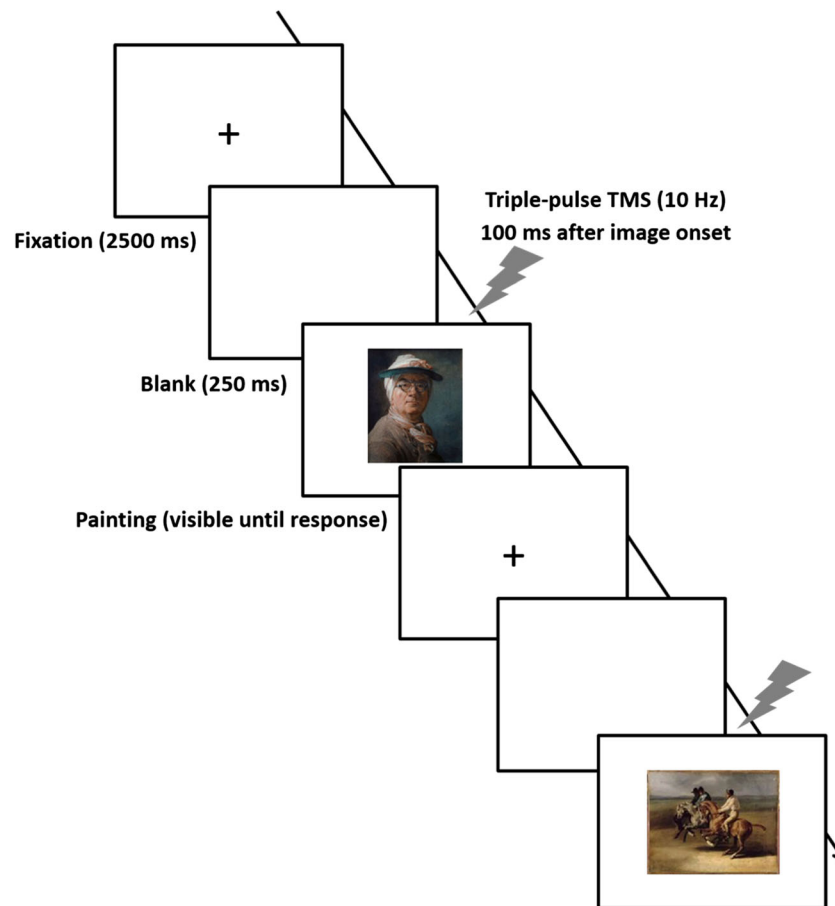 Triple-pulse TMS (10 Hz)
100 ms after image onset
Fixation (2500 ms)
Blank (250 ms)
Painting (visible until response)